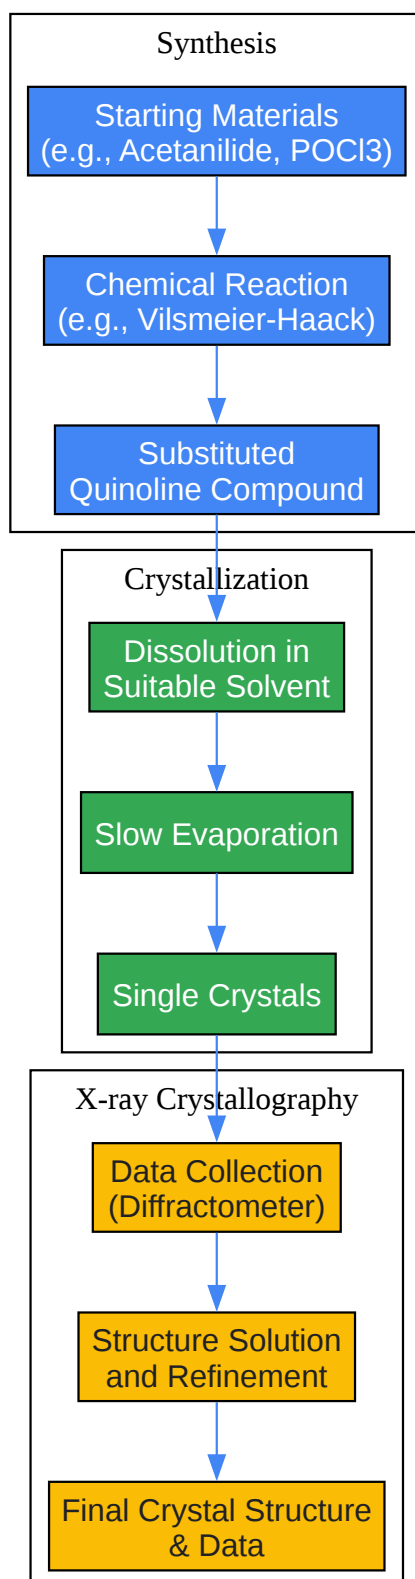 Synthesis
Starting Materials
(e.g., Acetanilide, POCl3)
Chemical Reaction
(e.g., Vilsmeier-Haack)
Substituted
Quinoline Compound
Crystallization
Dissolution in
Suitable Solvent
Slow Evaporation
Single Crystals
X-ray Crystallography
Data Collection
(Diffractometer)
Structure Solution
and Refinement
Final Crystal Structure
& Data